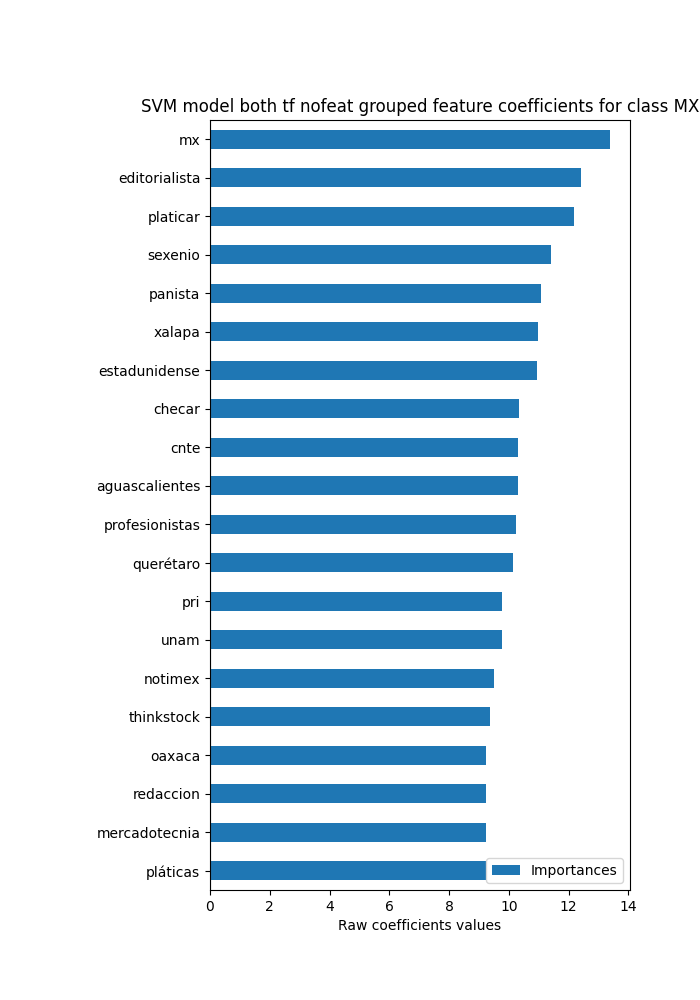 SVM model both tf nofeat grouped feature coefficients for class MX
mx
editorialista
platicar
sexenio
panista
xalapa
estadunidense
checar
cnte
aguascalientes
profesionistas
querétaro
pri
unam
notimex
thinkstock
oaxaca
redaccion
mercadotecnia
pláticas
Importances
0 2 4 6 8 10 12 14
Raw coefficients values